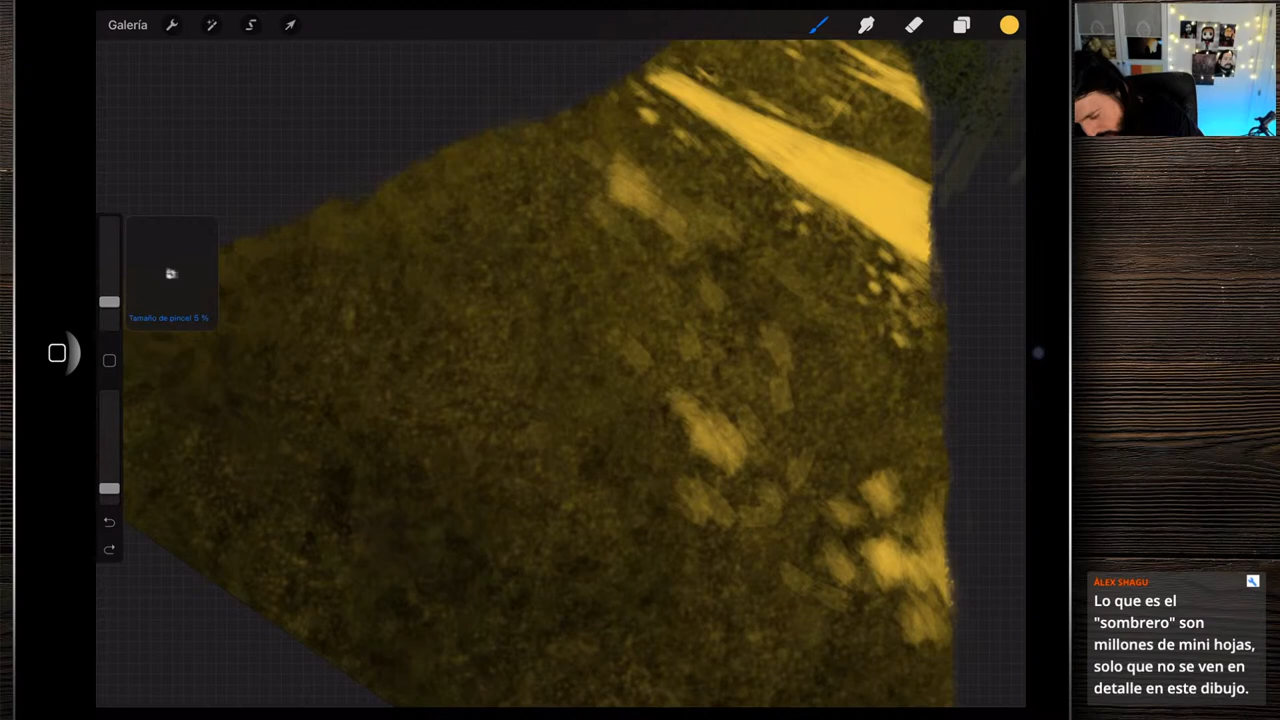 Galería
Tamaño de pincel 5 %
ÀLEX SHAGU
Lo que es el
"sombrero" son
millones de mini hojas,
solo que no se ven en
detalle en este dibujo.